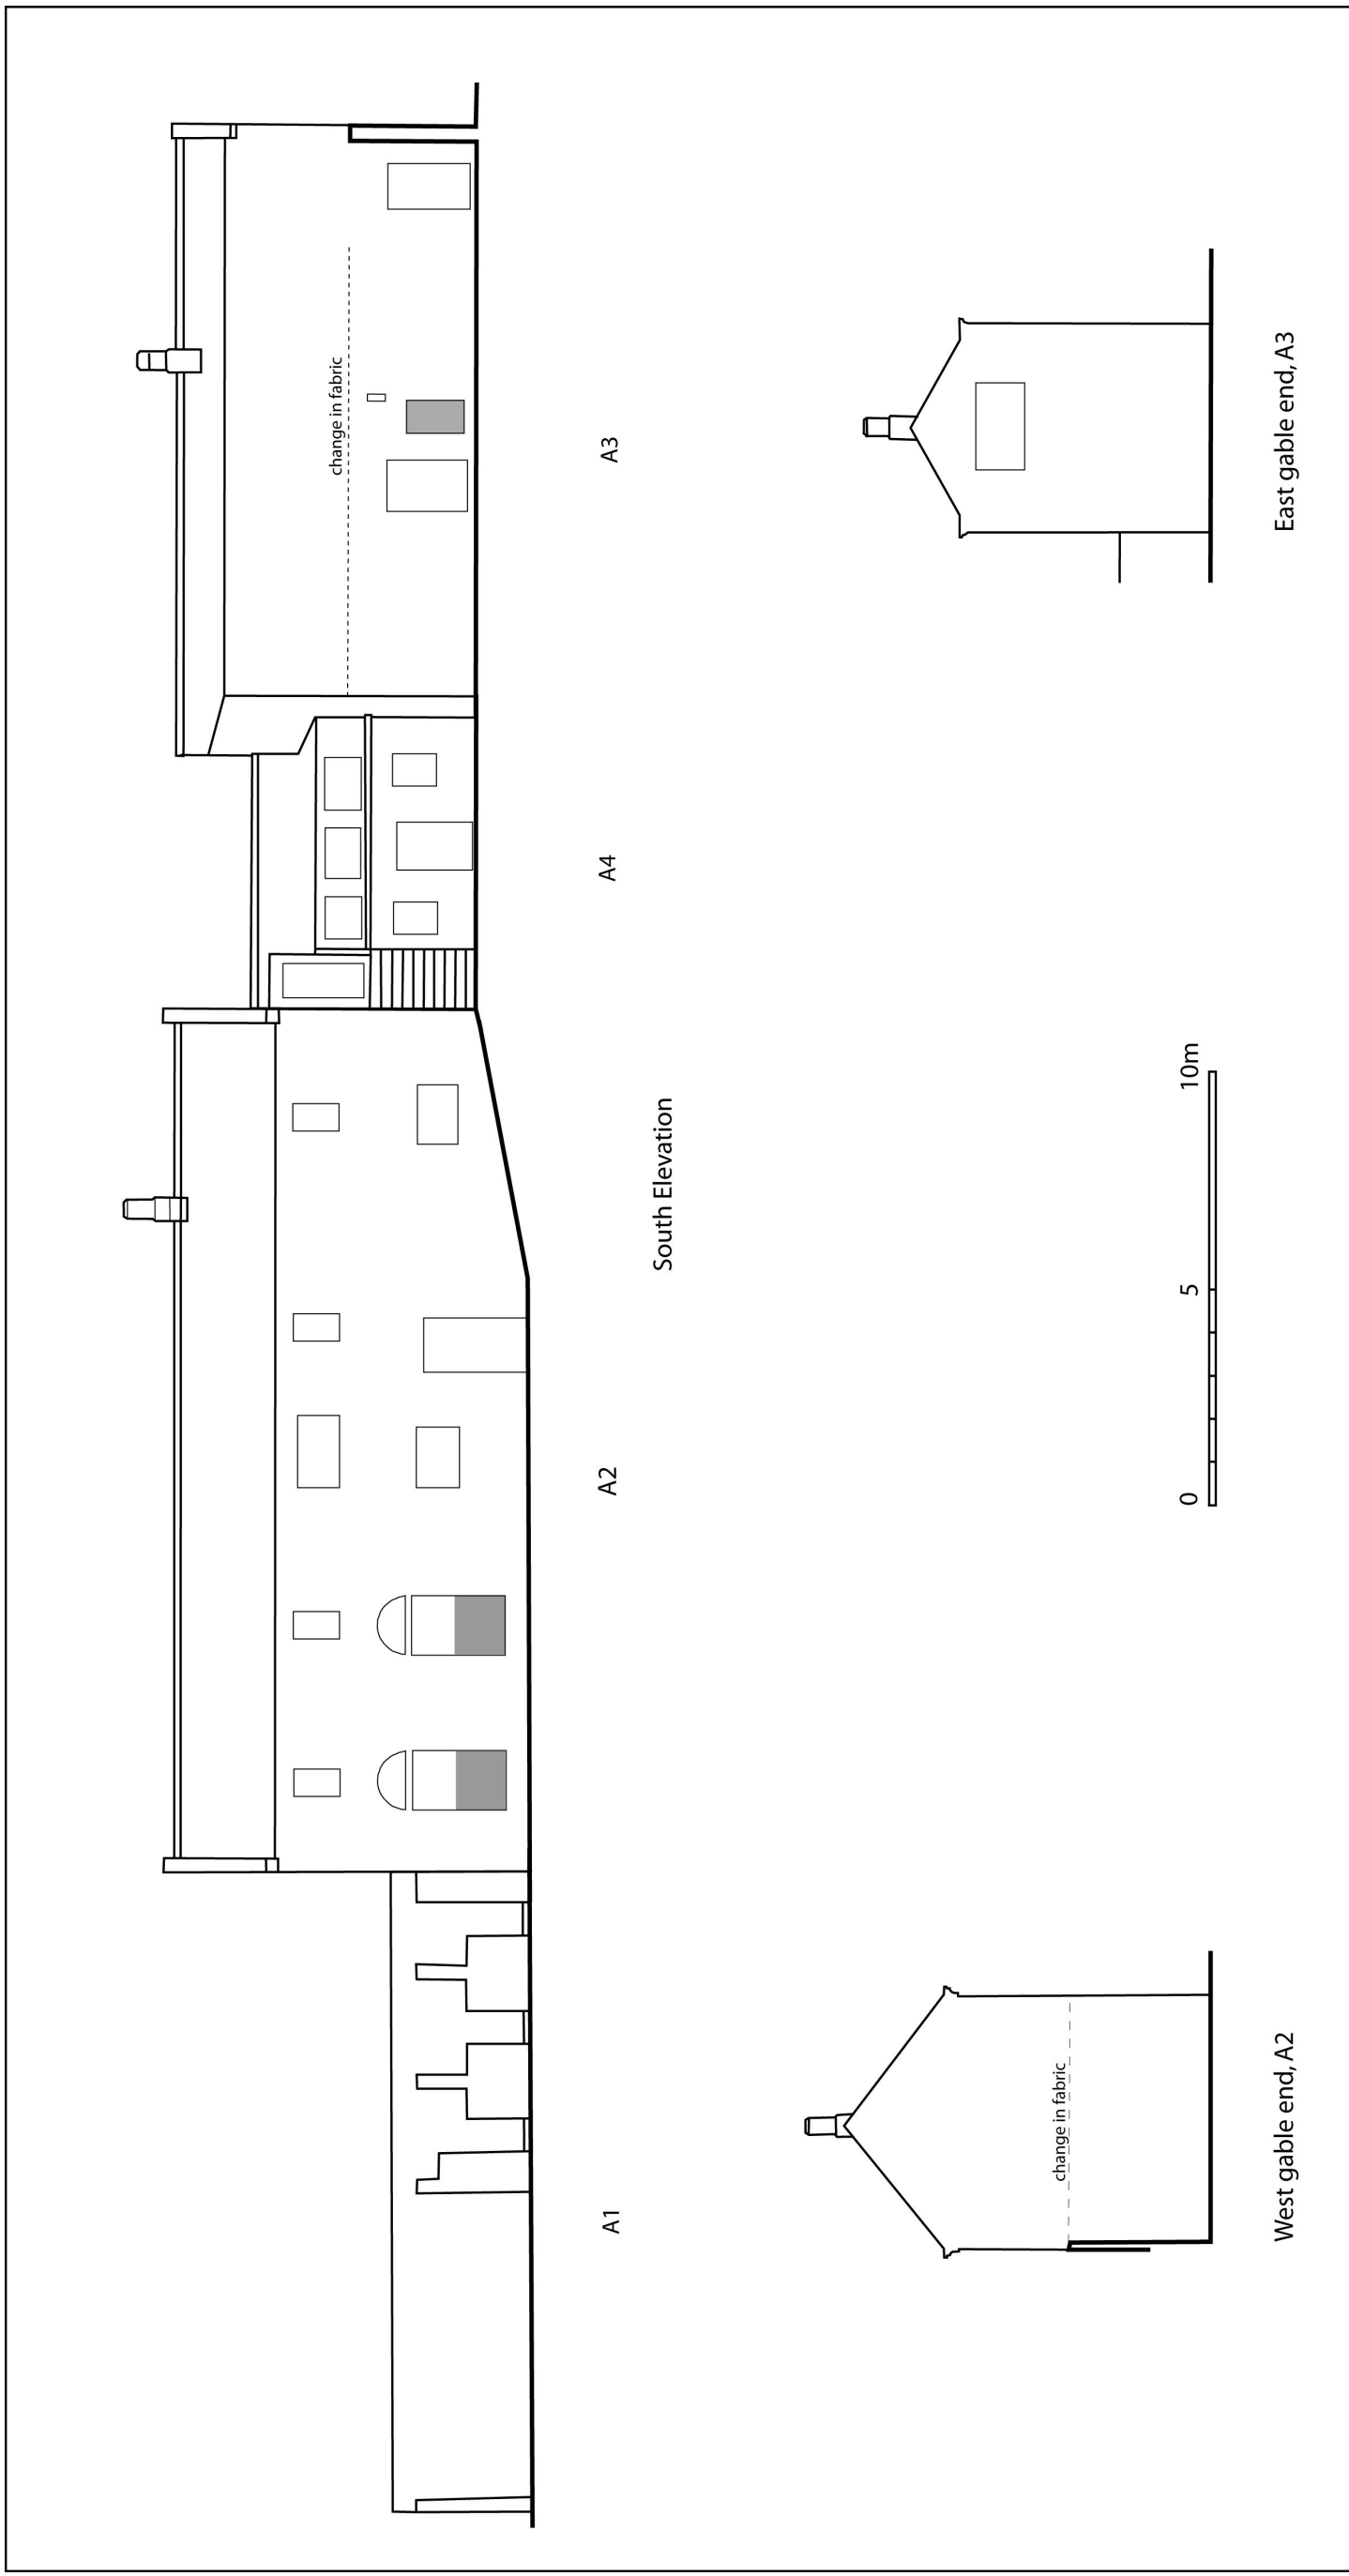 change in fabric
A1
A2
A4
A3
South Elevation
change in fabric
West gable end, A2
0
5
10m
East gable end, A3